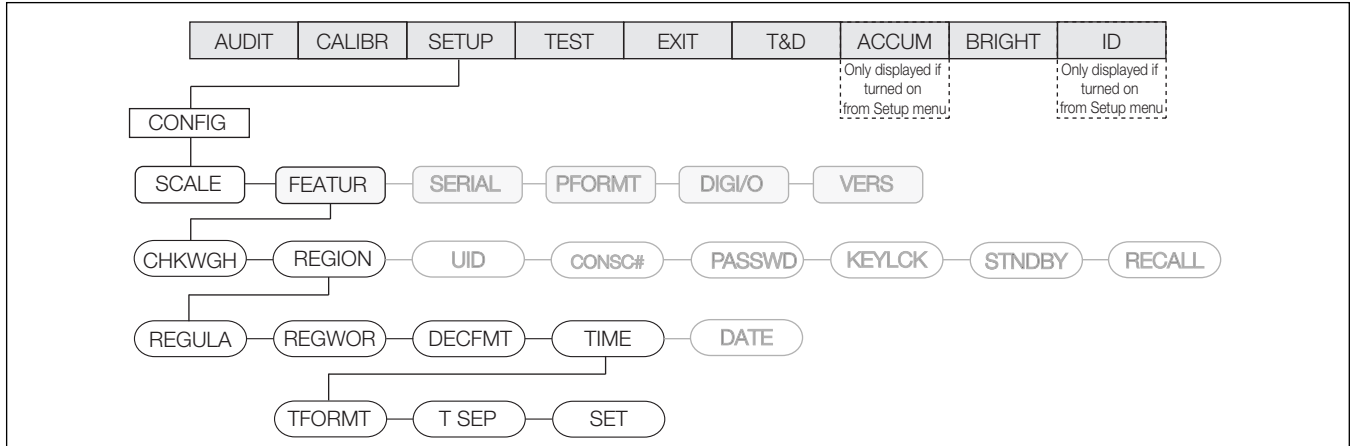 AUDIT CALIBR SETUP TEST EXIT T&D ACCUM BRIGHT ID
Only displayed if
turned on
from Setup menu
Only displayed if
turned on
from Setup menu
CONFIG
SCALE FEATUR SERIAL PFORMT DIGI/O VERS
CHKWGH REGION UID CONSC# PASSWD KEYLCK STNDBY RECALL
REGULA REGWOR DECFMT TIME DATE
TFORMT T SEP SET